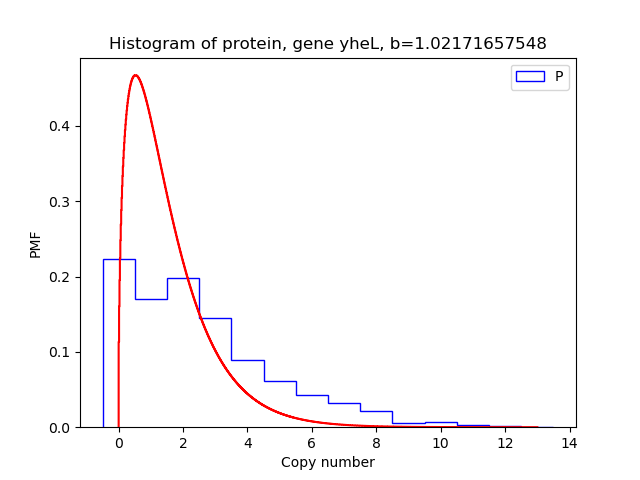 Histogram of protein, gene yheL, b=1.02171657548
P
PMF
0.4
0.3
0.2
0.1
0.0
0 2 4 6 8 10 12 14
Copy number